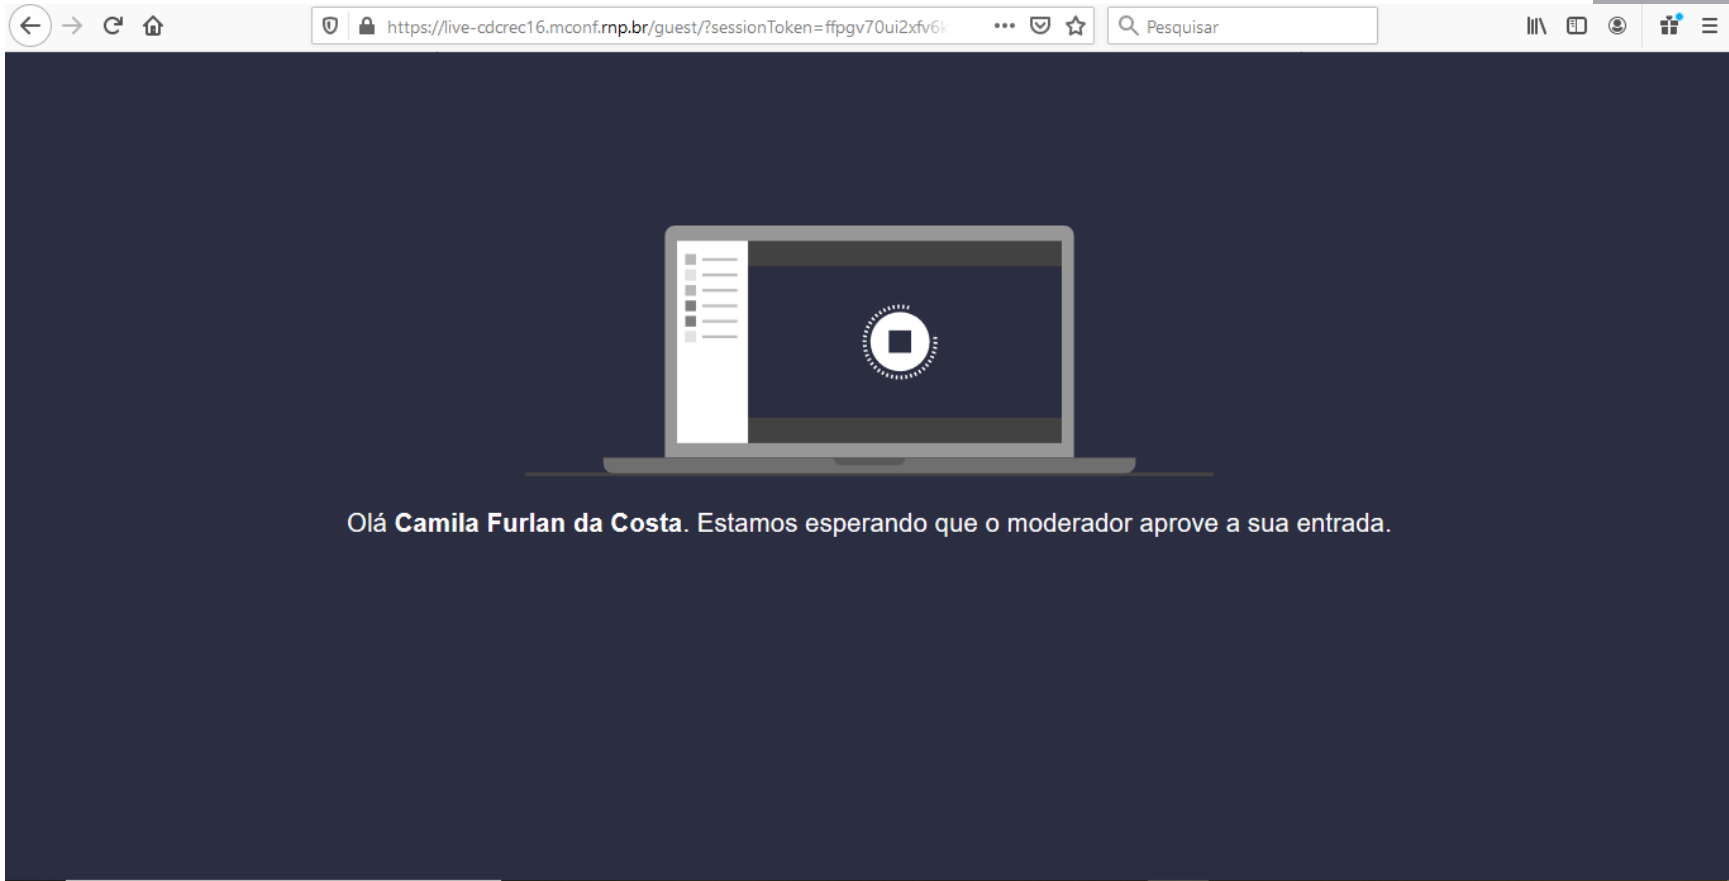 https://live-cdcrec16.mconf.rnp.br/guest/?sessionToken=ffpgv70ui2xfv6k
Pesquisar
Olá Camila Furlan da Costa. Estamos esperando que o moderador aprove a sua entrada.